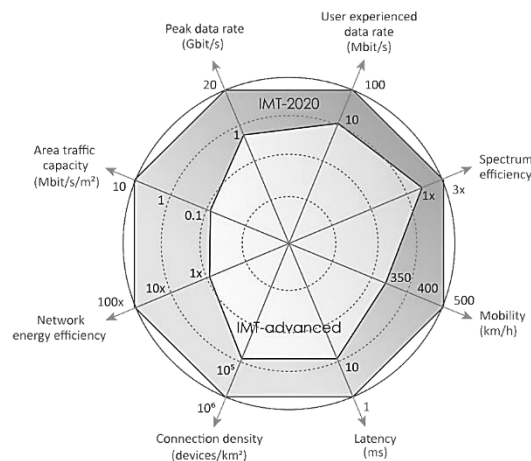 Peak data rate
(Gbit/s)
User experienced
data rate
(Mbit/s)
20
100
IMT-2020
1
10
Area traffic
capacity
(Mbit/s/m²)
Spectrum
efficiency
10
1
0.1
1x
3x
1x
350
400
500
Mobility
(km/h)
100x
10x
Network
energy efficiency
IMT-advanced
10⁵
10
10⁶
1
Connection density
(devices/km²)
Latency
(ms)